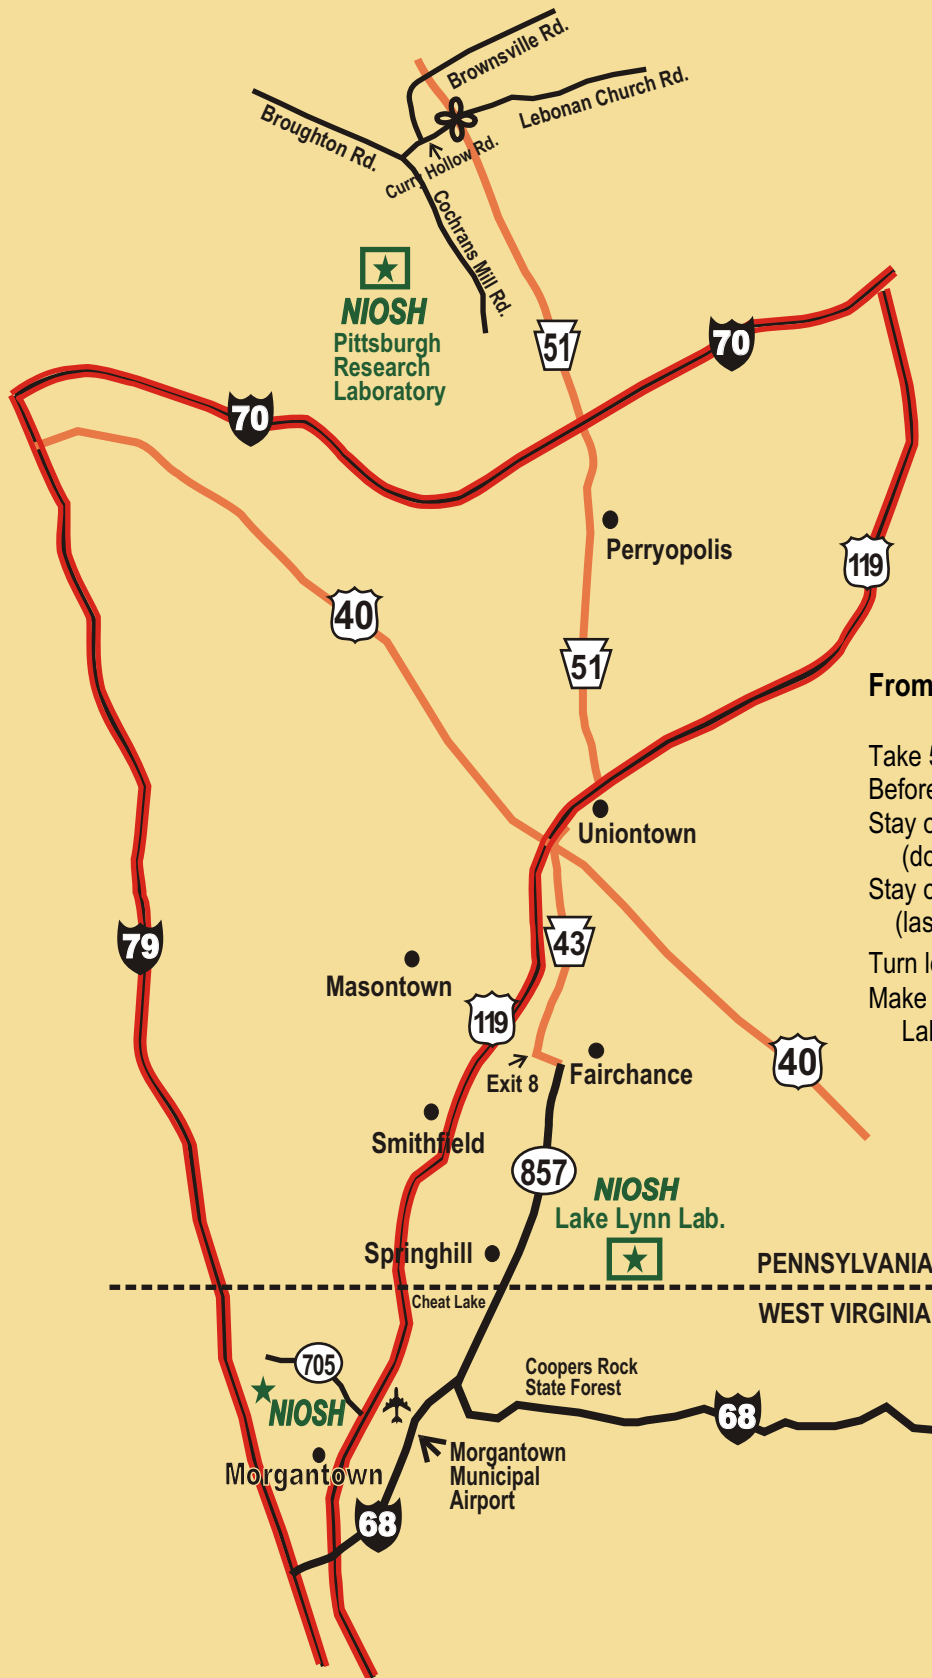 Brownsville Rd.
Lebonan Church Rd.
Broughton Rd.
Curry Hollow Rd.
Cochrans Mill Rd.
NIOSH
Pittsburgh
Research
Laboratory
51
70
70
Perryopolis
119
40
51
From
Take
Before
Stay
Uniontown
Stay
43
79
Masontown
Turn
Make
119
40
Exit 8
Fairchance
Smithfield
857
NIOSH
Lake Lynn Lab.
Springhill
PENNSYLVANIA
Cheat Lake
WEST VIRGINIA
705
Coopers Rock
State Forest
NIOSH
68
Morgantown
Morgantown
Municipal
Airport
68